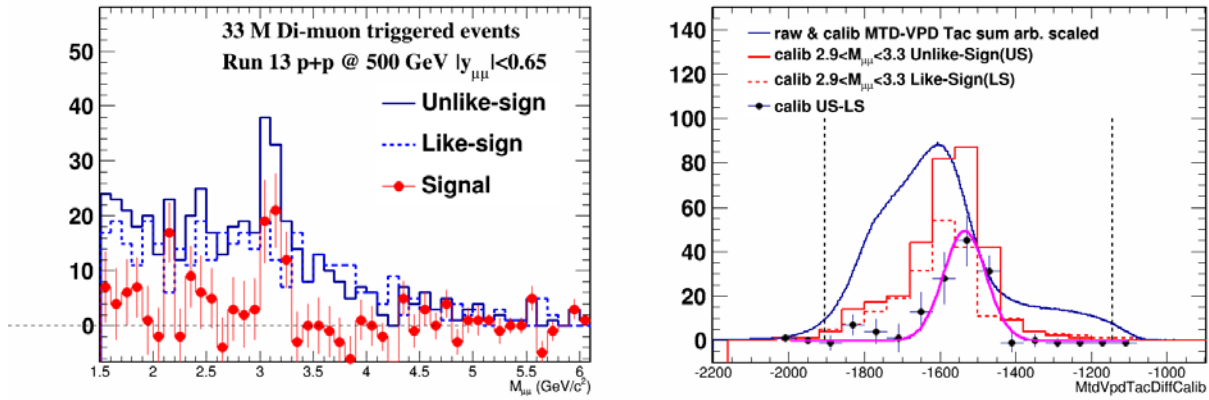 33 M Di-muon triggered events
Run 13 p+p @ 500 GeV |y_μμ|<0.65
Unlike-sign
Like-sign
Signal
50
40
30
20
10
0
1.5 2 2.5 3 3.5 4 4.5 5 5.5 6
M_μμ (GeV/c²)
raw & calib MTD-VPD Tac sum arb. scaled
calib 2.9<M_μμ<3.3 Unlike-Sign(US)
calib 2.9<M_μμ<3.3 Like-Sign(LS)
calib US-LS
140
120
100
80
60
40
20
0
-2200 -2000 -1800 -1600 -1400 -1200 -1000
MtdVpdTacDiffCalib